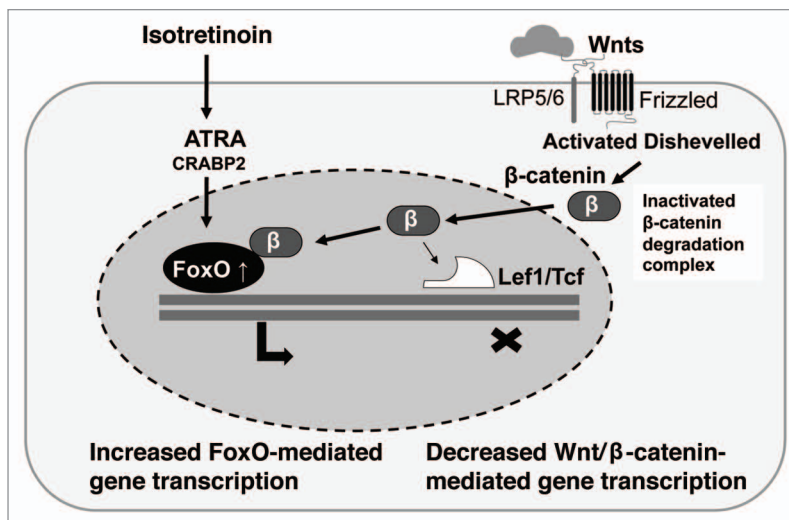 Isotretinoin
Wnts
LRP5/6
Frizzled
ATRA
CRABP2
Activated Dishevelled
β-catenin
β
Inactivated
β-catenin
degradation
complex
β
β
FoxO ↑
Lef1/Tcf
Increased FoxO-mediated
gene transcription
Decreased Wnt/β-catenin-
mediated gene transcription